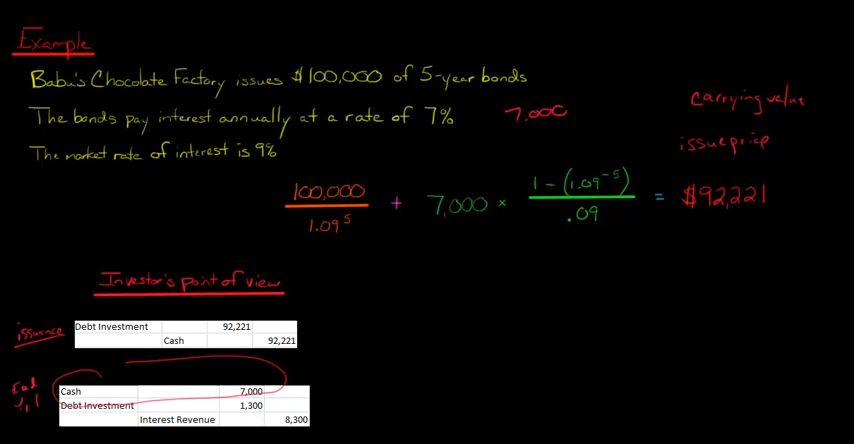 Example
Babu's Chocolate Factory issues $100,000 of 5-year bonds
The bonds pay interest annually at a rate of 7% 7,000
The market rate of interest is 9%
carrying value
issue price
100,000 / 1.09^5 + 7,000 × 1 - (1.09^-5) / .09 = $92,221
Investor's point of view
issuance
Debt Investment 92,221
Cash 92,221
Cash 7,000
Debt Investment 1,300
Interest Revenue 8,300